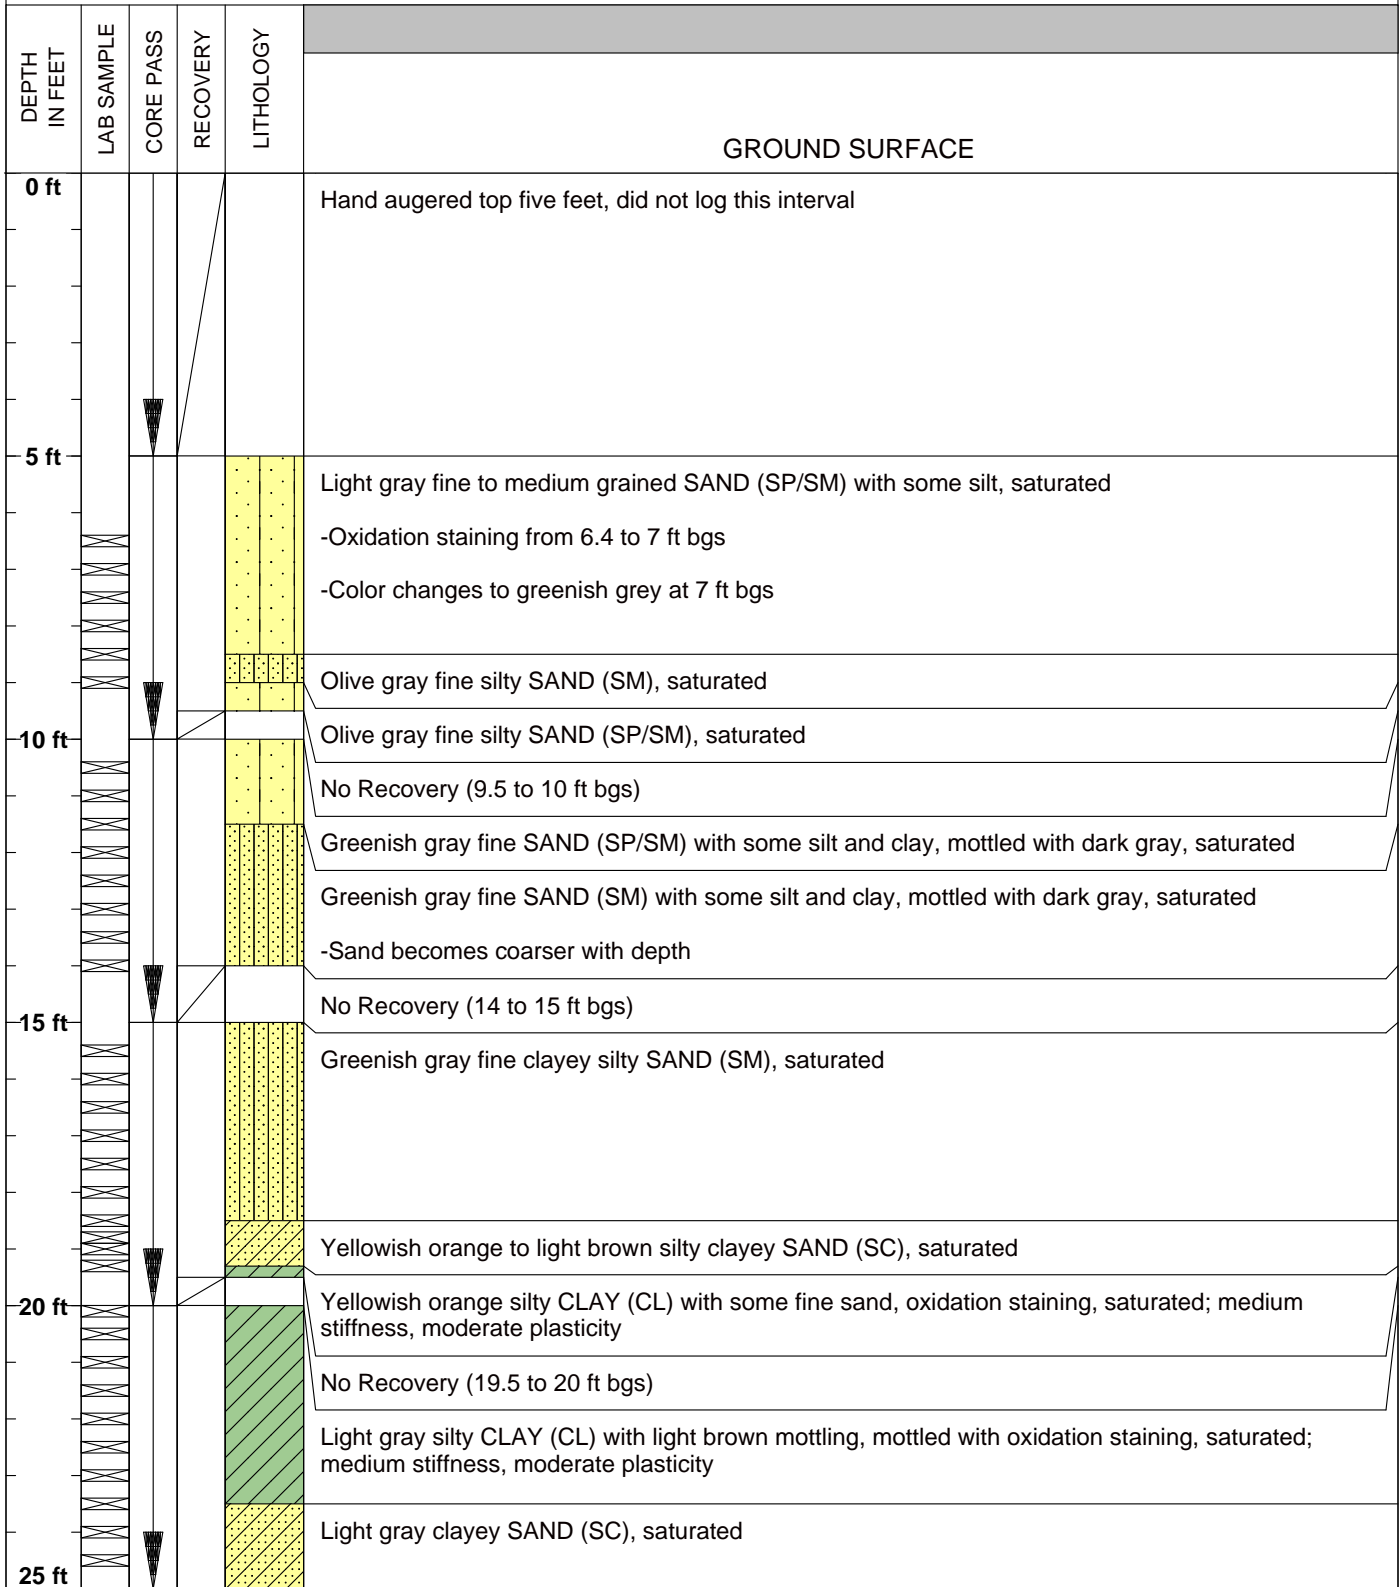 DEPTH
IN FEET
LAB SAMPLE
CORE PASS
RECOVERY
LITHOLOGY
GROUND SURFACE
0 ft
Hand augered top five feet, did not log this interval
5 ft
Light gray fine to medium grained SAND (SP/SM) with some silt, saturated
-Oxidation staining from 6.4 to 7 ft bgs
-Color changes to greenish grey at 7 ft bgs
Olive gray fine silty SAND (SM), saturated
Olive gray fine silty SAND (SP/SM), saturated
10 ft
No Recovery (9.5 to 10 ft bgs)
Greenish gray fine SAND (SP/SM) with some silt and clay, mottled with dark gray, saturated
Greenish gray fine SAND (SM) with some silt and clay, mottled with dark gray, saturated
-Sand becomes coarser with depth
No Recovery (14 to 15 ft bgs)
15 ft
Greenish gray fine clayey silty SAND (SM), saturated
Yellowish orange to light brown silty clayey SAND (SC), saturated
20 ft
Yellowish orange silty CLAY (CL) with some fine sand, oxidation staining, saturated; medium
stiffness, moderate plasticity
No Recovery (19.5 to 20 ft bgs)
Light gray silty CLAY (CL) with light brown mottling, mottled with oxidation staining, saturated;
medium stiffness, moderate plasticity
Light gray clayey SAND (SC), saturated
25 ft